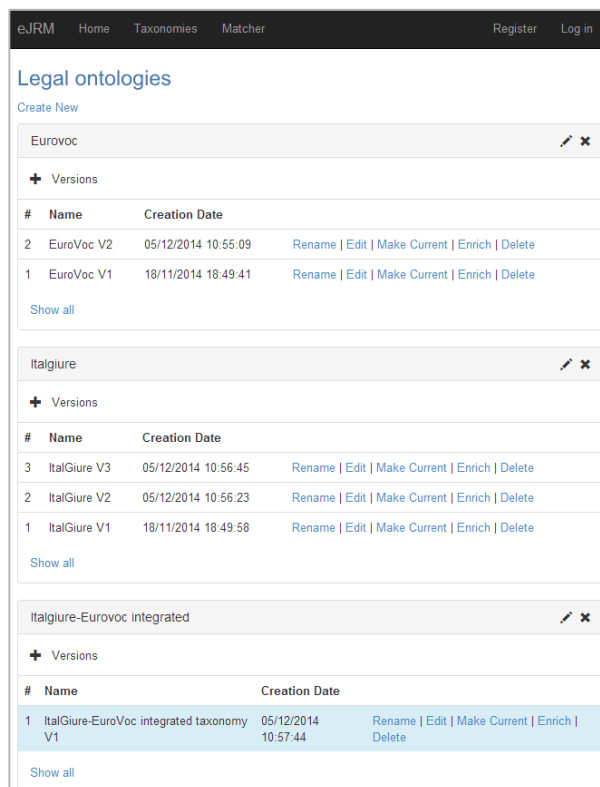 eJRM Home Taxonomies Matcher Register Log in
Legal ontologies
Create New
Eurovoc
Versions
# Name Creation Date
2 EuroVoc V2 05/12/2014 10:55:09 Rename | Edit | Make Current | Enrich | Delete
1 EuroVoc V1 18/11/2014 18:49:41 Rename | Edit | Make Current | Enrich | Delete
Show all
Italgiure
Versions
# Name Creation Date
3 ItalGiure V3 05/12/2014 10:56:45 Rename | Edit | Make Current | Enrich | Delete
2 ItalGiure V2 05/12/2014 10:56:23 Rename | Edit | Make Current | Enrich | Delete
1 ItalGiure V1 18/11/2014 18:49:58 Rename | Edit | Make Current | Enrich | Delete
Show all
Italgiure-Eurovoc integrated
Versions
# Name Creation Date
1 ItalGiure-EuroVoc integrated taxonomy 05/12/2014 Rename | Edit | Make Current | Enrich |
V1 10:57:44 Delete
Show all